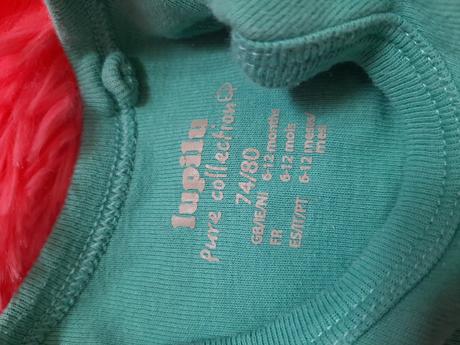 lupilu
pure collection
74/80
GB/IE/NI 6-12 months
FR 6-12 mois
ES/IT/PT 6-12 meses/
mesi